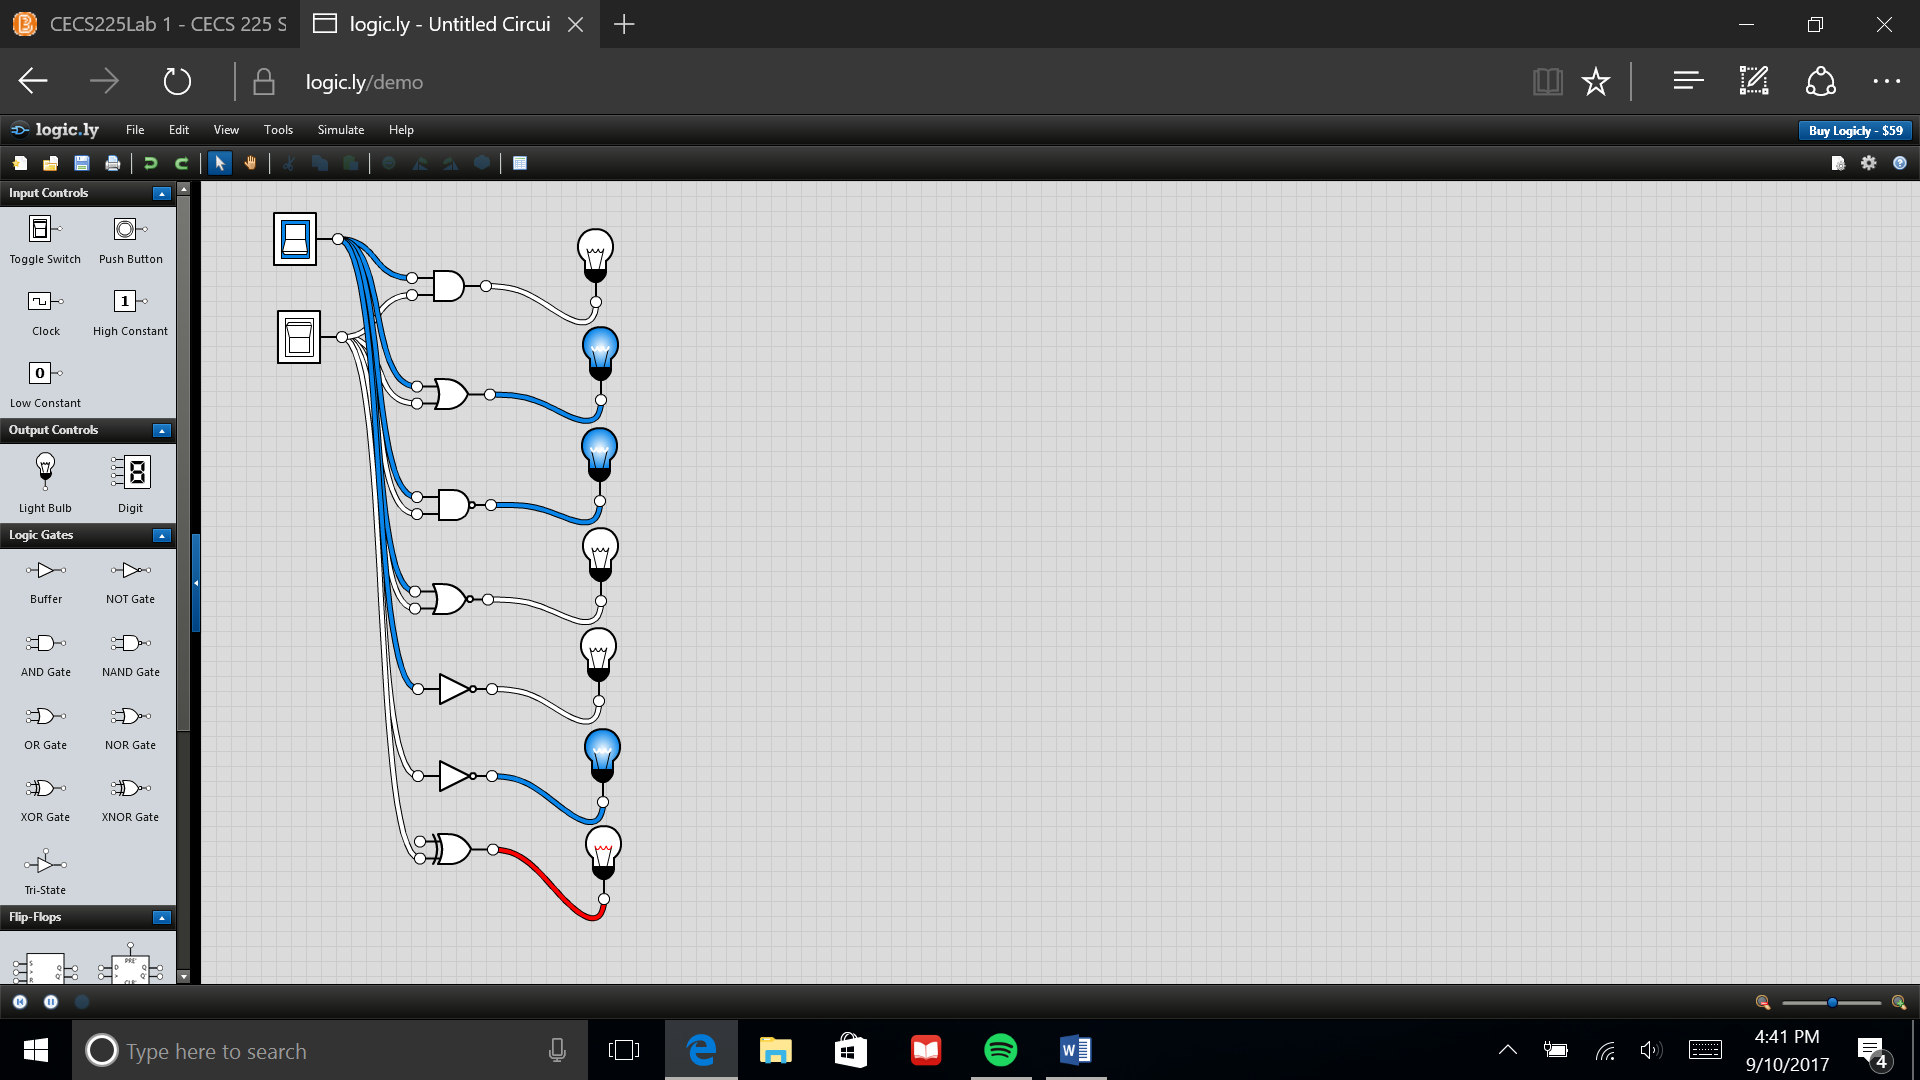 CECS225Lab 1 - CECS 225 S
logic.ly - Untitled Circui
logic.ly/demo
logic.ly File Edit View Tools Simulate Help
Buy Logicly - $59
Input Controls
Toggle Switch Push Button
1
Clock High Constant
0
Low Constant
Output Controls
8
Light Bulb Digit
Logic Gates
Buffer NOT Gate
AND Gate NAND Gate
OR Gate NOR Gate
XOR Gate XNOR Gate
Tri-State
Flip-Flops
PRE'
S Q D Q
> Q' > Q'
R CLR'
Type here to search
4:41 PM
9/10/2017
4